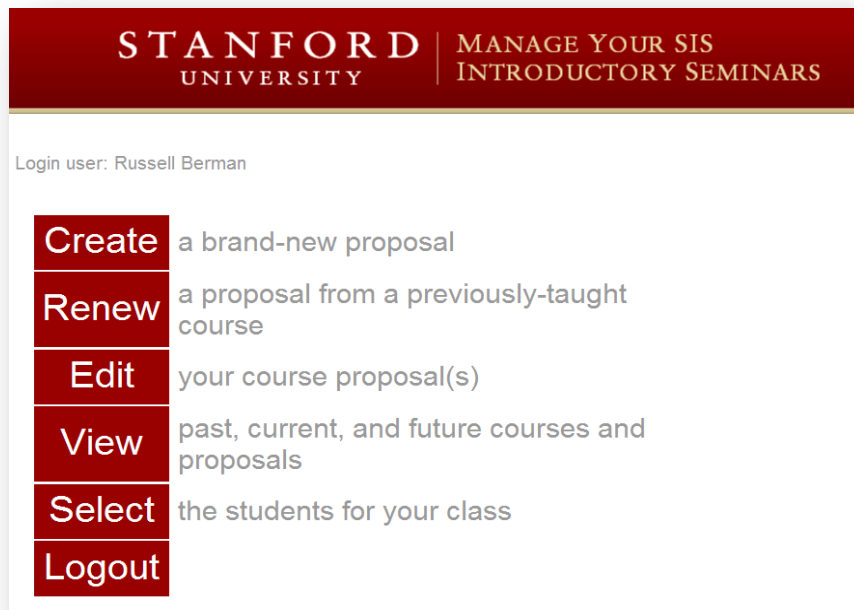 STANFORD
UNIVERSITY
MANAGE YOUR SIS
INTRODUCTORY SEMINARS
Login user: Russell Berman
Create a brand-new proposal
Renew a proposal from a previously-taught
course
Edit your course proposal(s)
View past, current, and future courses and
proposals
Select the students for your class
Logout